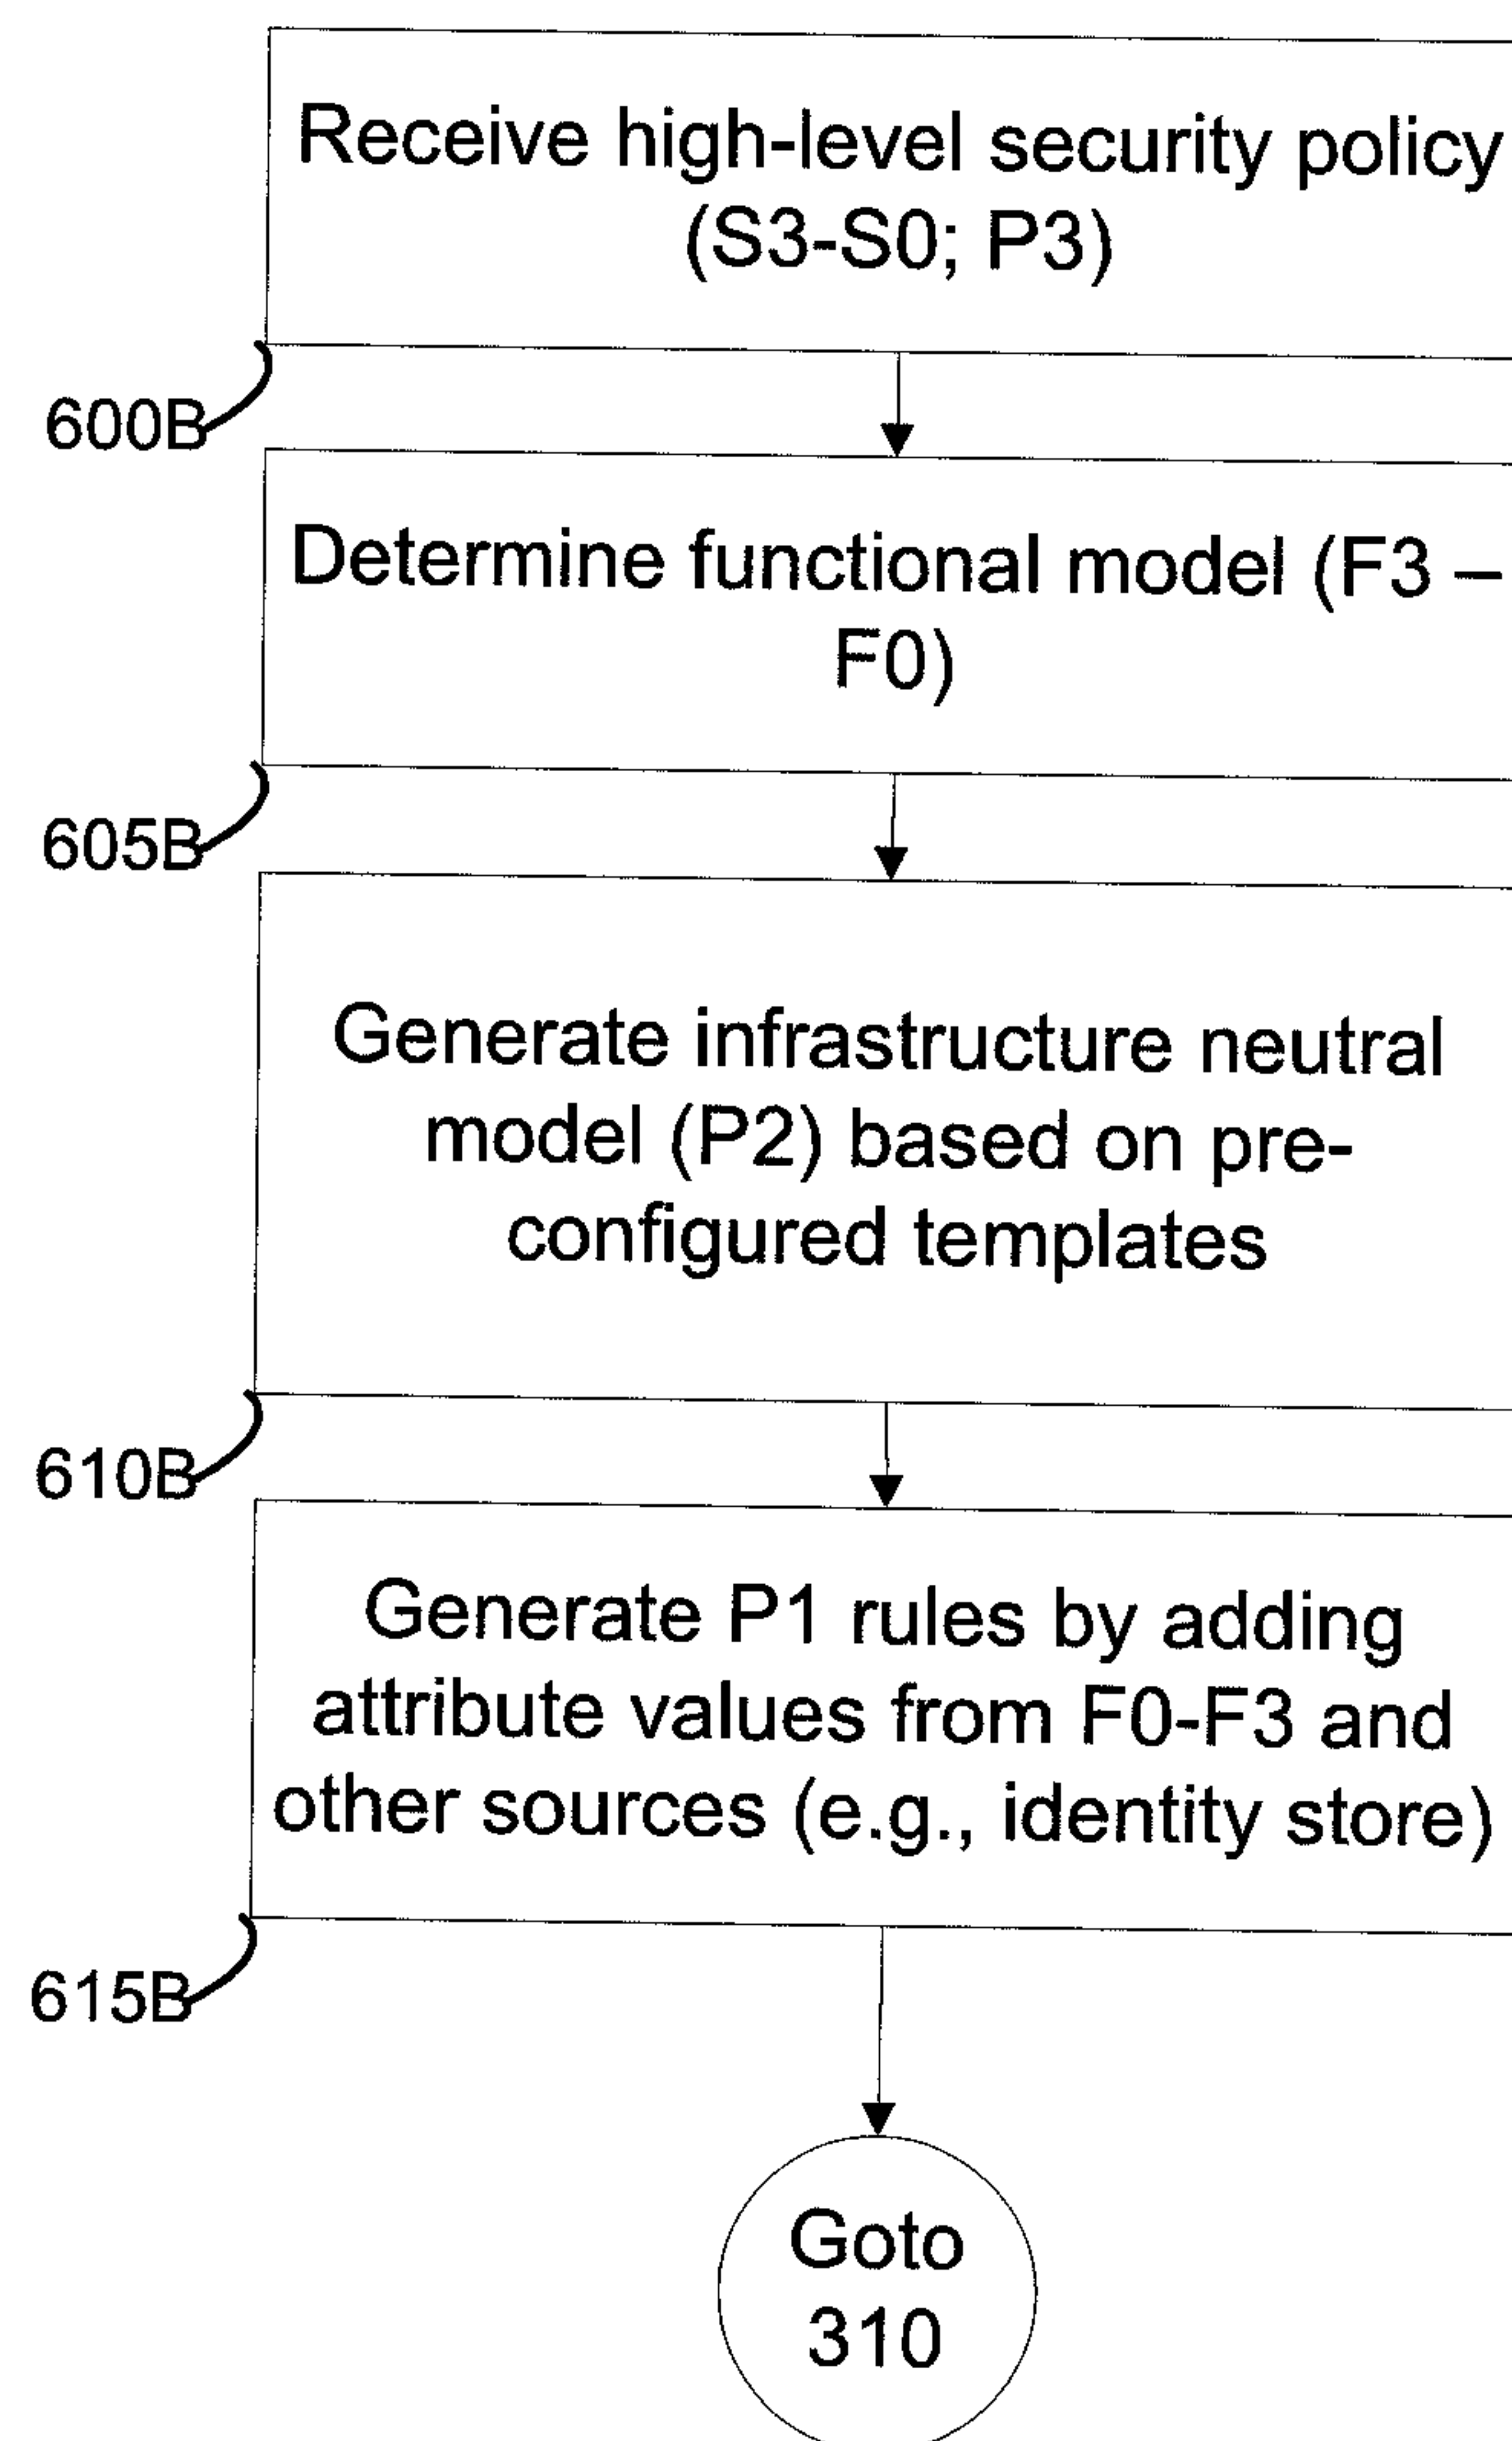 Receive high-level security policy
(S3-S0; P3)
600B
Determine functional model (F3 –
F0)
605B
Generate infrastructure neutral
model (P2) based on pre-
configured templates
610B
Generate P1 rules by adding
attribute values from F0-F3 and
other sources (e.g., identity store)
615B
Goto
310